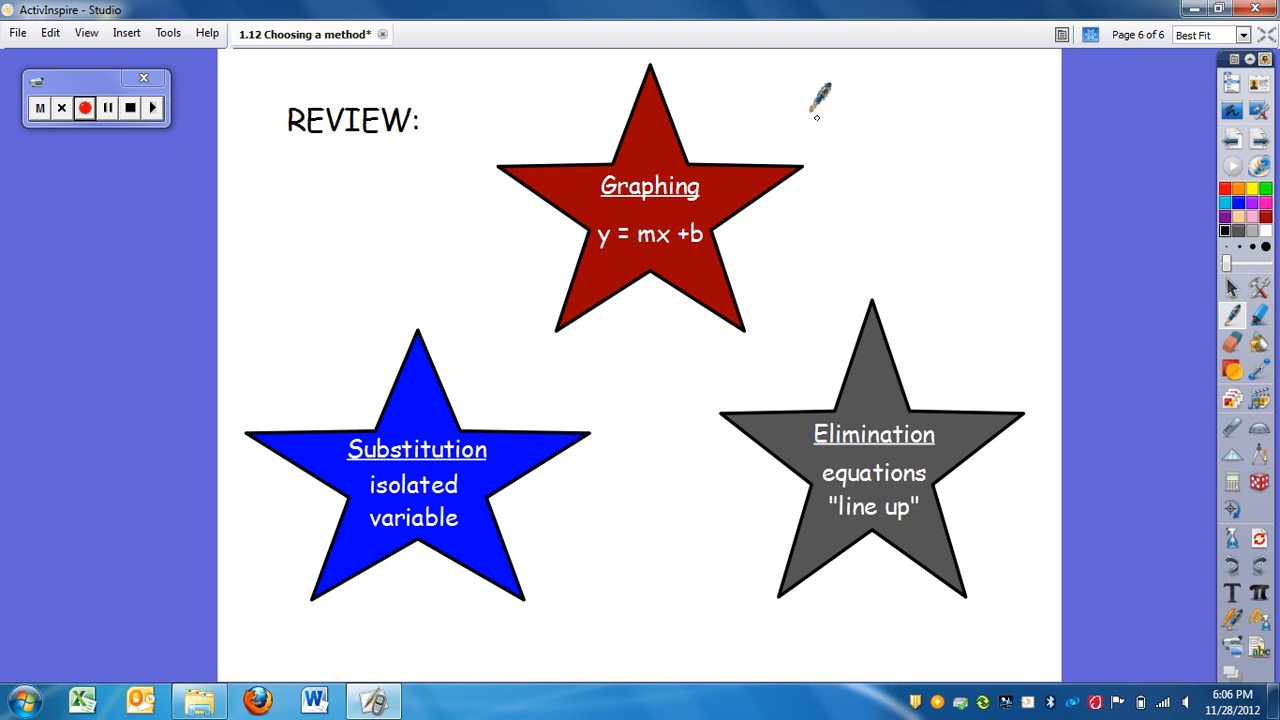 ActivInspire - Studio
File Edit View Insert Tools Help
1.12 Choosing a method*
Page 6 of 6
Best Fit
M
REVIEW:
Graphing
y = mx +b
Substitution
isolated
variable
Elimination
equations
"line up"
6:06 PM
11/28/2012